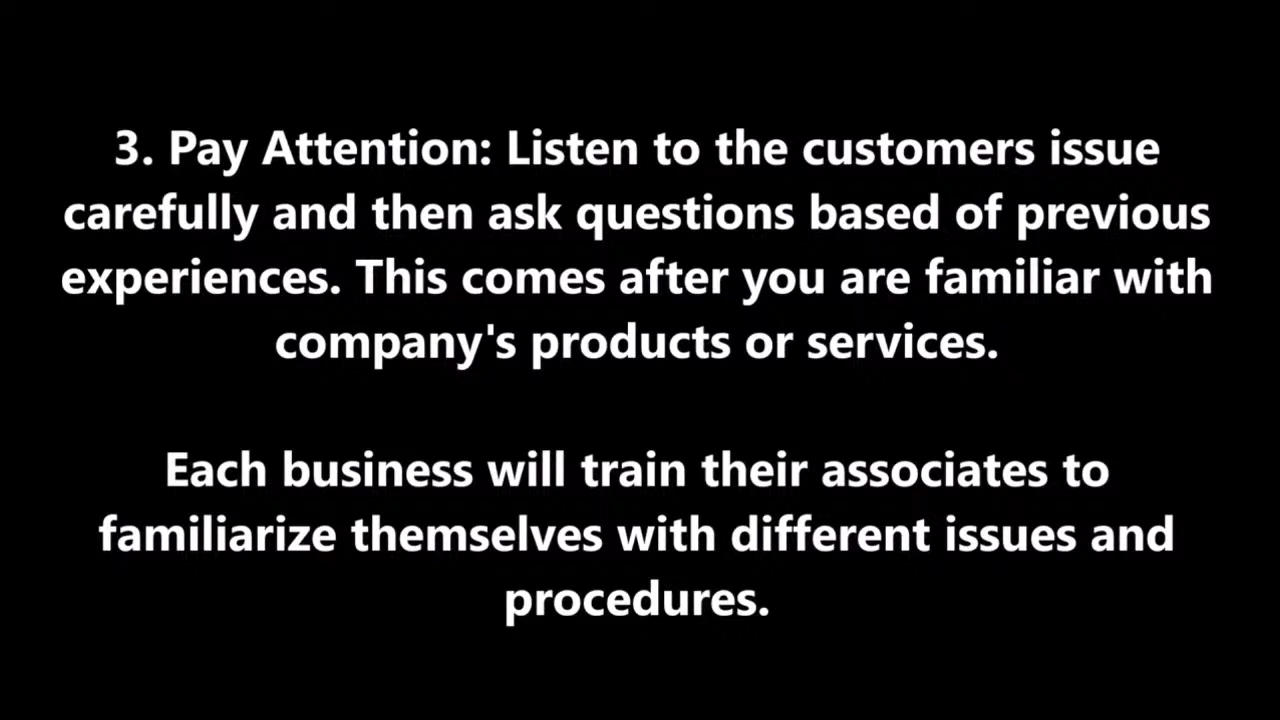 3. Pay Attention: Listen to the customers issue
carefully and then ask questions based of previous
experiences. This comes after you are familiar with
company's products or services.
Each business will train their associates to
familiarize themselves with different issues and
procedures.